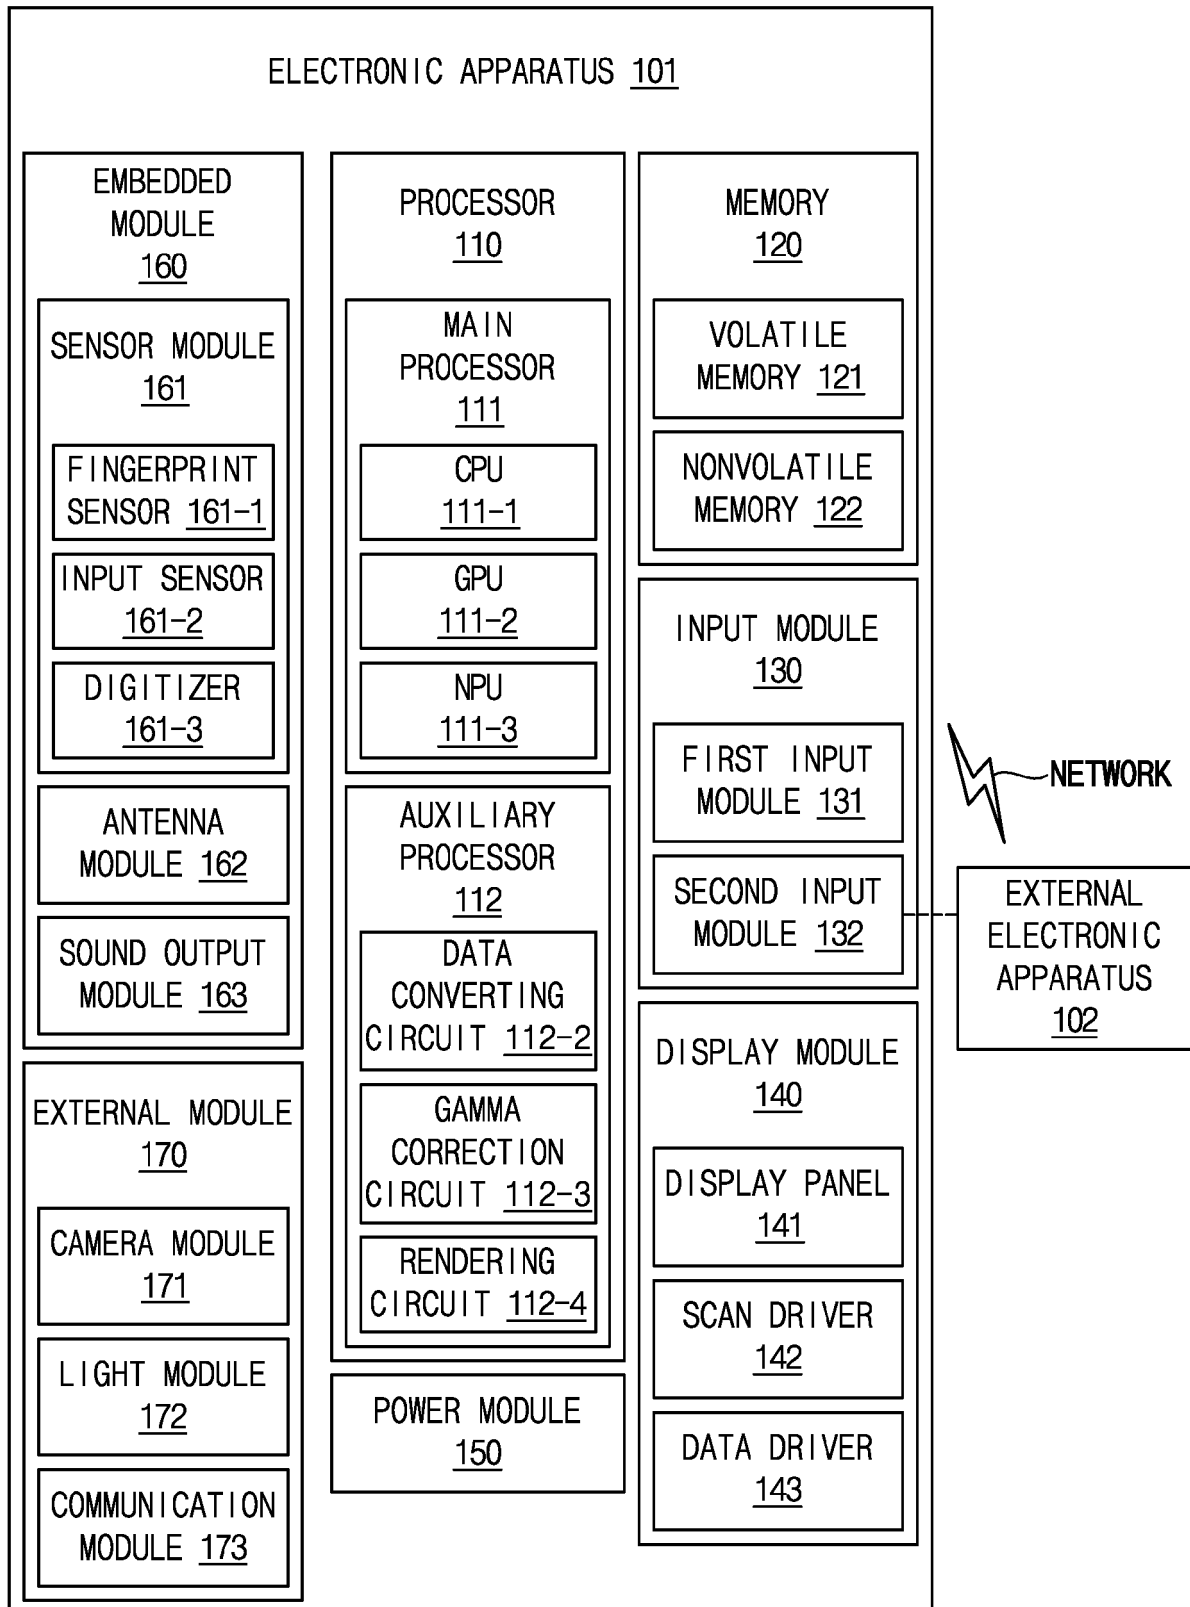 ELECTRONIC APPARATUS 101
EMBEDDED
MODULE
160
SENSOR MODULE
161
FINGERPRINT
SENSOR 161-1
INPUT SENSOR
161-2
DIGITIZER
161-3
ANTENNA
MODULE 162
SOUND OUTPUT
MODULE 163
EXTERNAL MODULE
170
CAMERA MODULE
171
LIGHT MODULE
172
COMMUNICATION
MODULE 173
PROCESSOR
110
MAIN
PROCESSOR
111
CPU
111-1
GPU
111-2
NPU
111-3
AUXILIARY
PROCESSOR
112
DATA
CONVERTING
CIRCUIT 112-2
GAMMA
CORRECTION
CIRCUIT 112-3
RENDERING
CIRCUIT 112-4
POWER MODULE
150
MEMORY
120
VOLATILE
MEMORY 121
NONVOLATILE
MEMORY 122
INPUT MODULE
130
FIRST INPUT
MODULE 131
SECOND INPUT
MODULE 132
DISPLAY MODULE
140
DISPLAY PANEL
141
SCAN DRIVER
142
DATA DRIVER
143
NETWORK
EXTERNAL
ELECTRONIC
APPARATUS
102